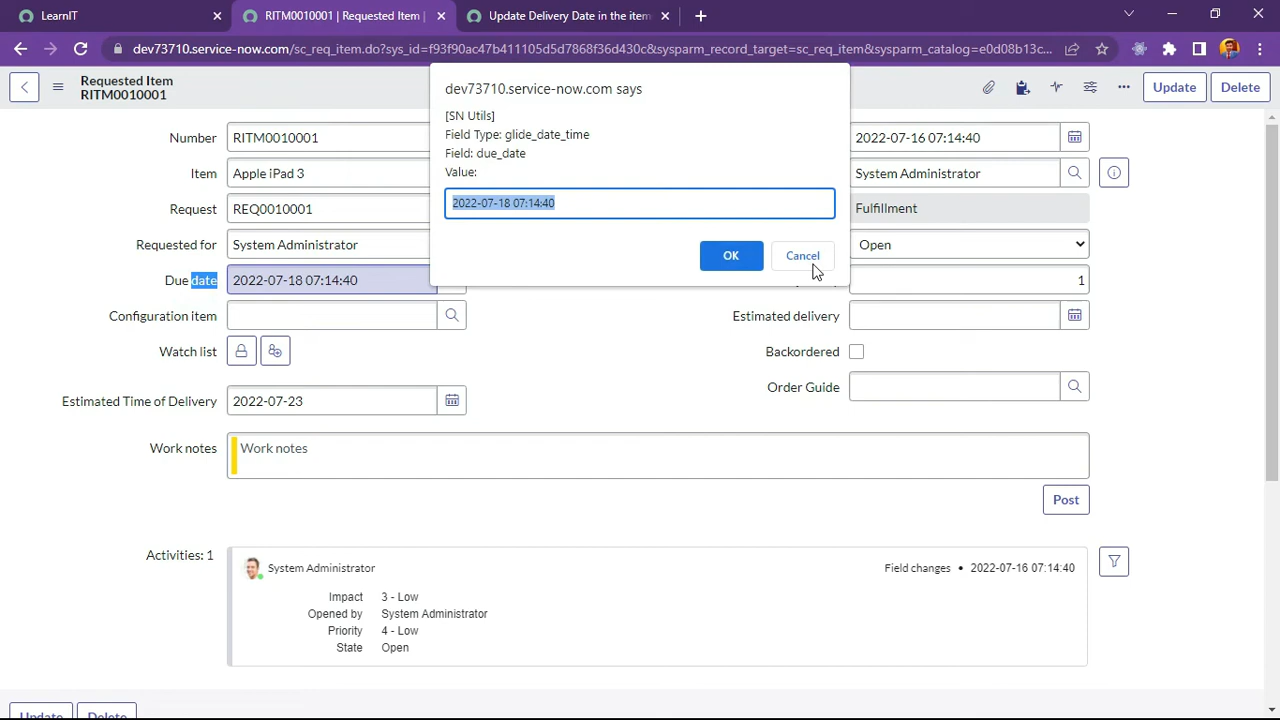 LearnIT
RITM0010001 | Requested Item |
Update Delivery Date in the item
dev73710.service-now.com/sc_req_item.do?sys_id=f93f90ac47b411105d5d7868f36d430c&sysparm_record_target=sc_req_item&sysparm_catalog=e0d08b13c...
Requested Item
RITM0010001
Update
Delete
dev73710.service-now.com says
[SN Utils]
Field Type: glide_date_time
Field: due_date
Value:
2022-07-18 07:14:40
OK
Cancel
Number
RITM0010001
2022-07-16 07:14:40
Item
Apple iPad 3
System Administrator
Request
REQ0010001
Fulfillment
Requested for
System Administrator
Open
Due date
2022-07-18 07:14:40
1
Configuration item
Estimated delivery
Watch list
Backordered
Order Guide
Estimated Time of Delivery
2022-07-23
Work notes
Work notes
Post
Activities: 1
System Administrator
Field changes • 2022-07-16 07:14:40
Impact 3 - Low
Opened by System Administrator
Priority 4 - Low
State Open
Update
Delete